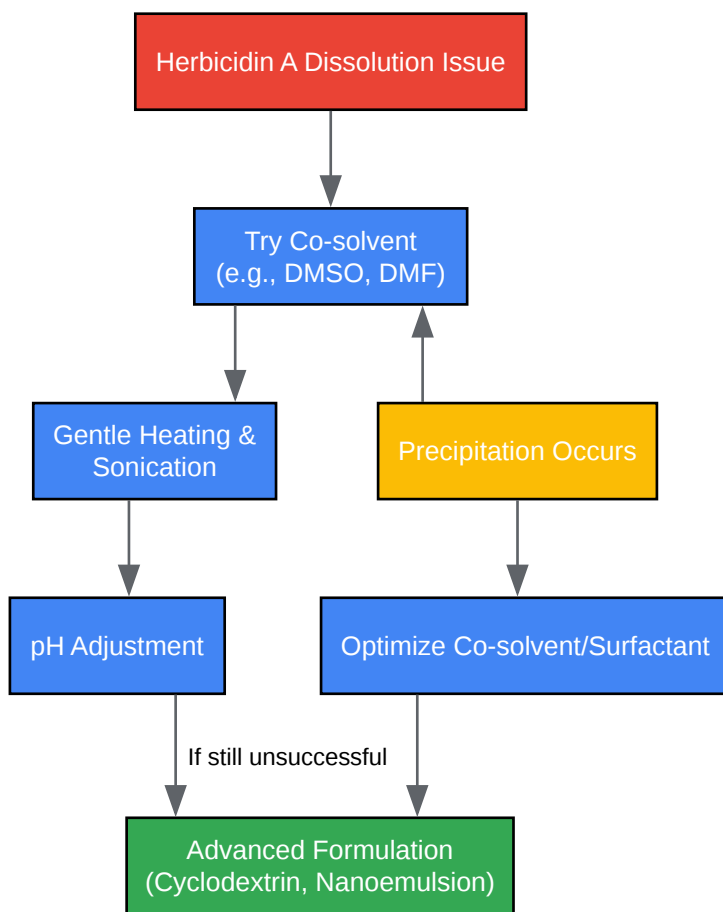 Herbicidin A Dissolution Issue
Try Co-solvent
(e.g., DMSO, DMF)
Gentle Heating &
Sonication
Precipitation Occurs
pH Adjustment
Optimize Co-solvent/Surfactant
If still unsuccessful
Advanced Formulation
(Cyclodextrin, Nanoemulsion)